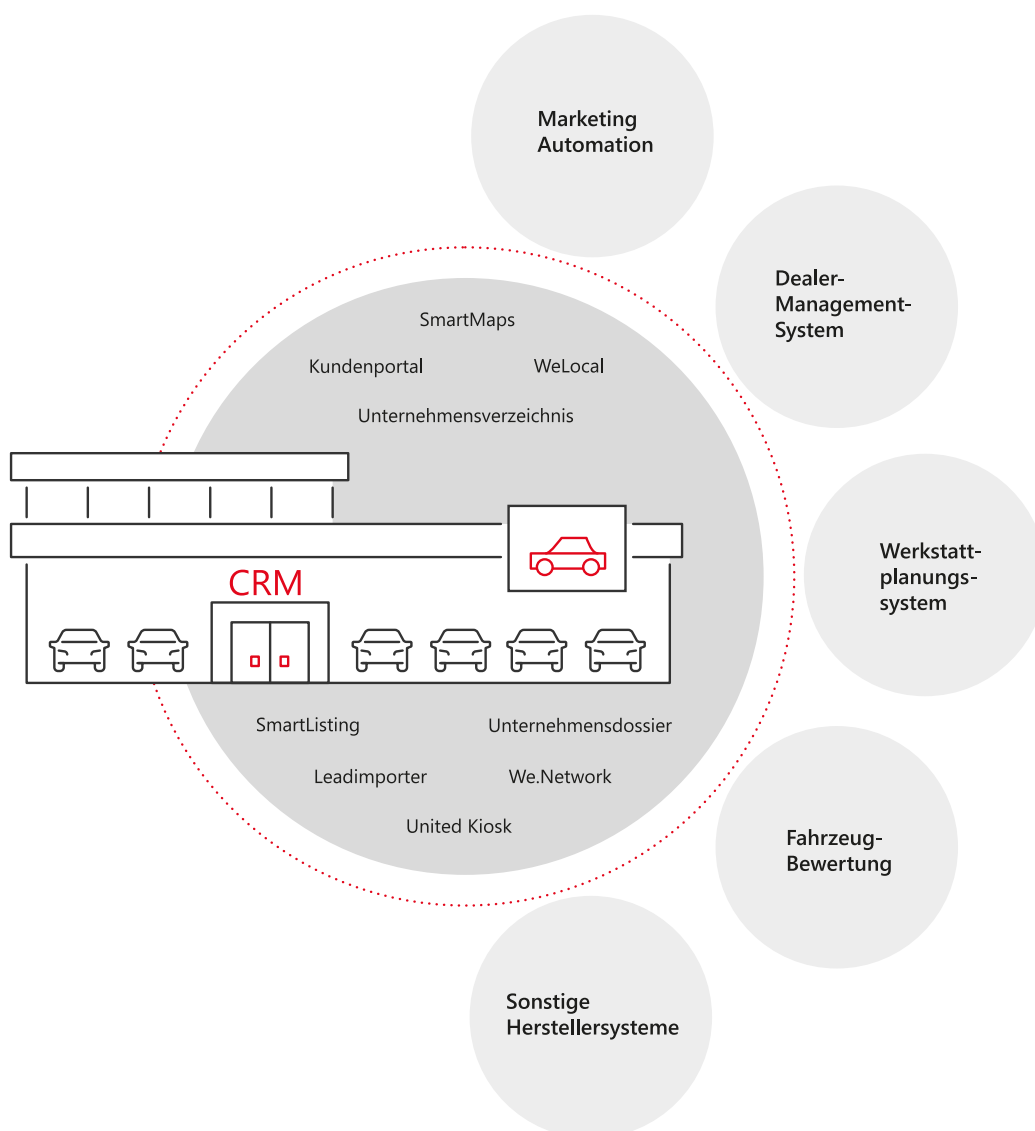 Marketing
Automation
Dealer-
Management-
System
SmartMaps
Kundenportal
WeLocal
Unternehmensverzeichnis
Werkstatt-
planungs-
system
CRM
SmartListing
Unternehmensdossier
Leadimporter
We.Network
United Kiosk
Fahrzeug-
Bewertung
Sonstige
Herstellersysteme